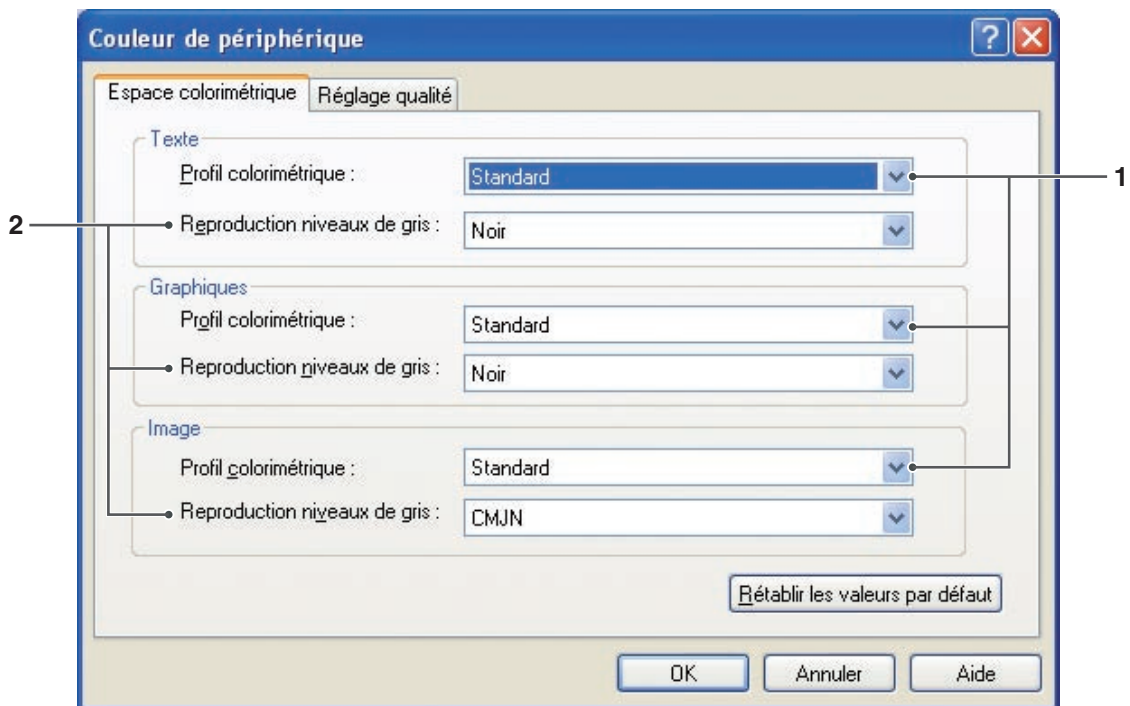 Couleur de périphérique
Espace colorimétrique Réglage qualité
Texte
Profil colorimétrique : Standard
1
2
Reproduction niveaux de gris : Noir
Graphiques
Profil colorimétrique : Standard
Reproduction niveaux de gris : Noir
Image
Profil colorimétrique : Standard
Reproduction niveaux de gris : CMJN
Rétablir les valeurs par défaut
OK Annuler Aide